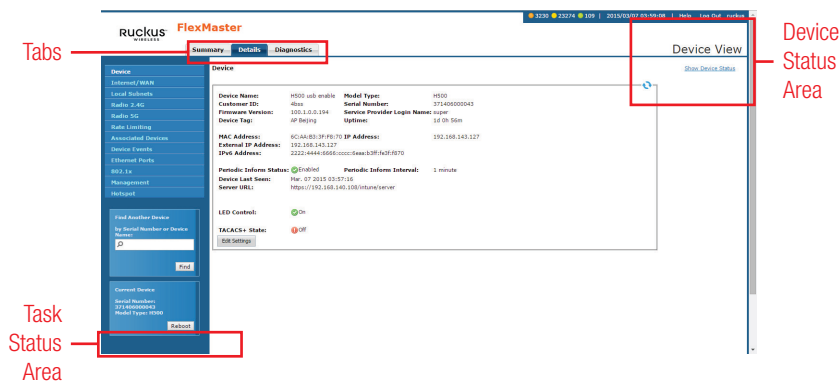 3230 23274 109 | 2015/03/07 03:59:08 | Help Log Out ruckus
Ruckus WIRELESS FlexMaster
Tabs
Summary Details Diagnostics
Device View
Device Status Area
Device
Internet/WAN
Local Subnets
Radio 2.4G
Radio 5G
Rate Limiting
Associated Devices
Device Events
Ethernet Ports
802.1x
Management
Hotspot
Device
Show Device Status
Device Name: H500 usb enable Model Type: H500
Customer ID: 4bss Serial Number: 371406000043
Firmware Version: 100.1.0.0.194 Service Provider Login Name: super
Device Tag: AP Beijing Uptime: 1d 0h 56m
MAC Address: 6C:AA:B3:3F:F8:70 IP Address: 192.168.143.127
External IP Address: 192.168.143.127
IPv6 Address: 2222:4444:6666:cccc:6eaa:b3ff:fe3f:f870
Periodic Inform Status: Enabled Periodic Inform Interval: 1 minute
Device Last Seen: Mar. 07 2015 03:57:16
Server URL: https://192.168.140.108/intune/server
LED Control: On
TACACS+ State: Off
Edit Settings
Find Another Device
by Serial Number or Device
Name:
Find
Current Device
Serial Number:
371406000043
Model Type: H500
Reboot
Task
Status
Area